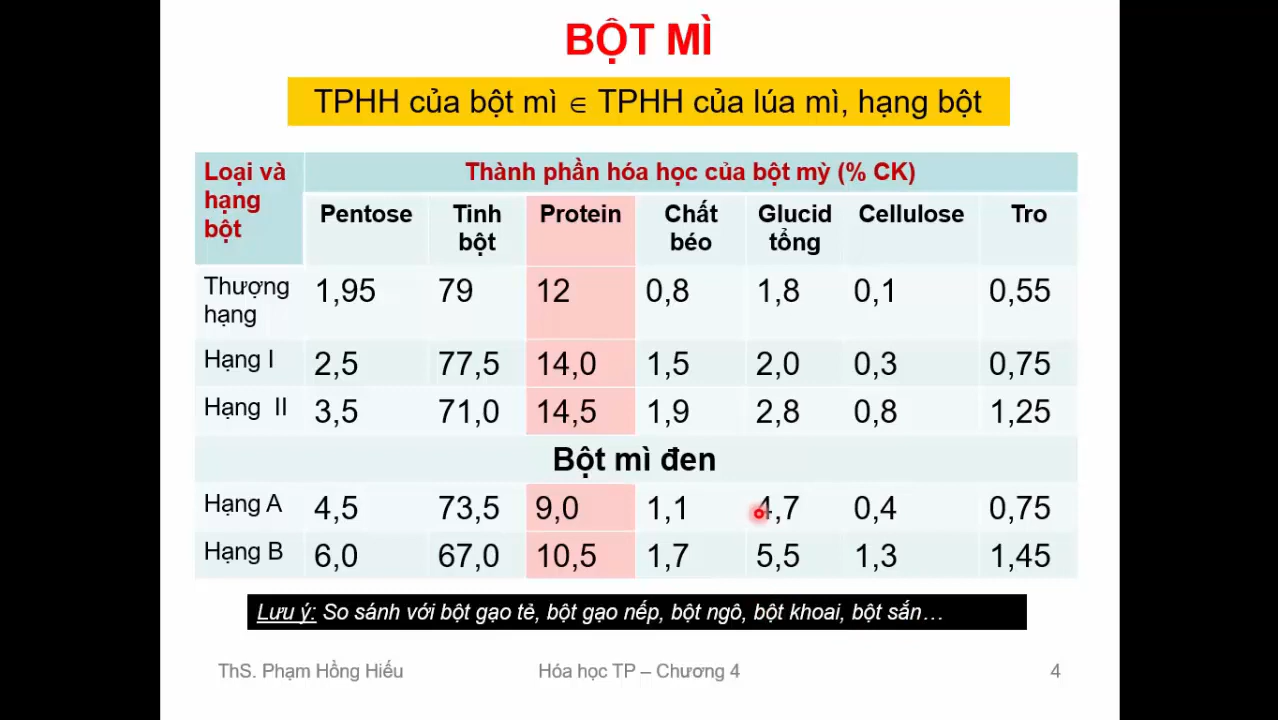 BỘT MÌ
TPHH của bột mì ∈ TPHH của lúa mì, hạng bột
Loại và hạng bột
Thành phần hóa học của bột mỳ (% CK)
Pentose Tinh bột Protein Chất béo Glucid tổng Cellulose Tro
Thượng hạng 1,95 79 12 0,8 1,8 0,1 0,55
Hạng I 2,5 77,5 14,0 1,5 2,0 0,3 0,75
Hạng II 3,5 71,0 14,5 1,9 2,8 0,8 1,25
Bột mì đen
Hạng A 4,5 73,5 9,0 1,1 4,7 0,4 0,75
Hạng B 6,0 67,0 10,5 1,7 5,5 1,3 1,45
Lưu ý: So sánh với bột gạo tẻ, bột gạo nếp, bột ngô, bột khoai, bột sắn…
ThS. Phạm Hồng Hiếu Hóa học TP – Chương 4 4